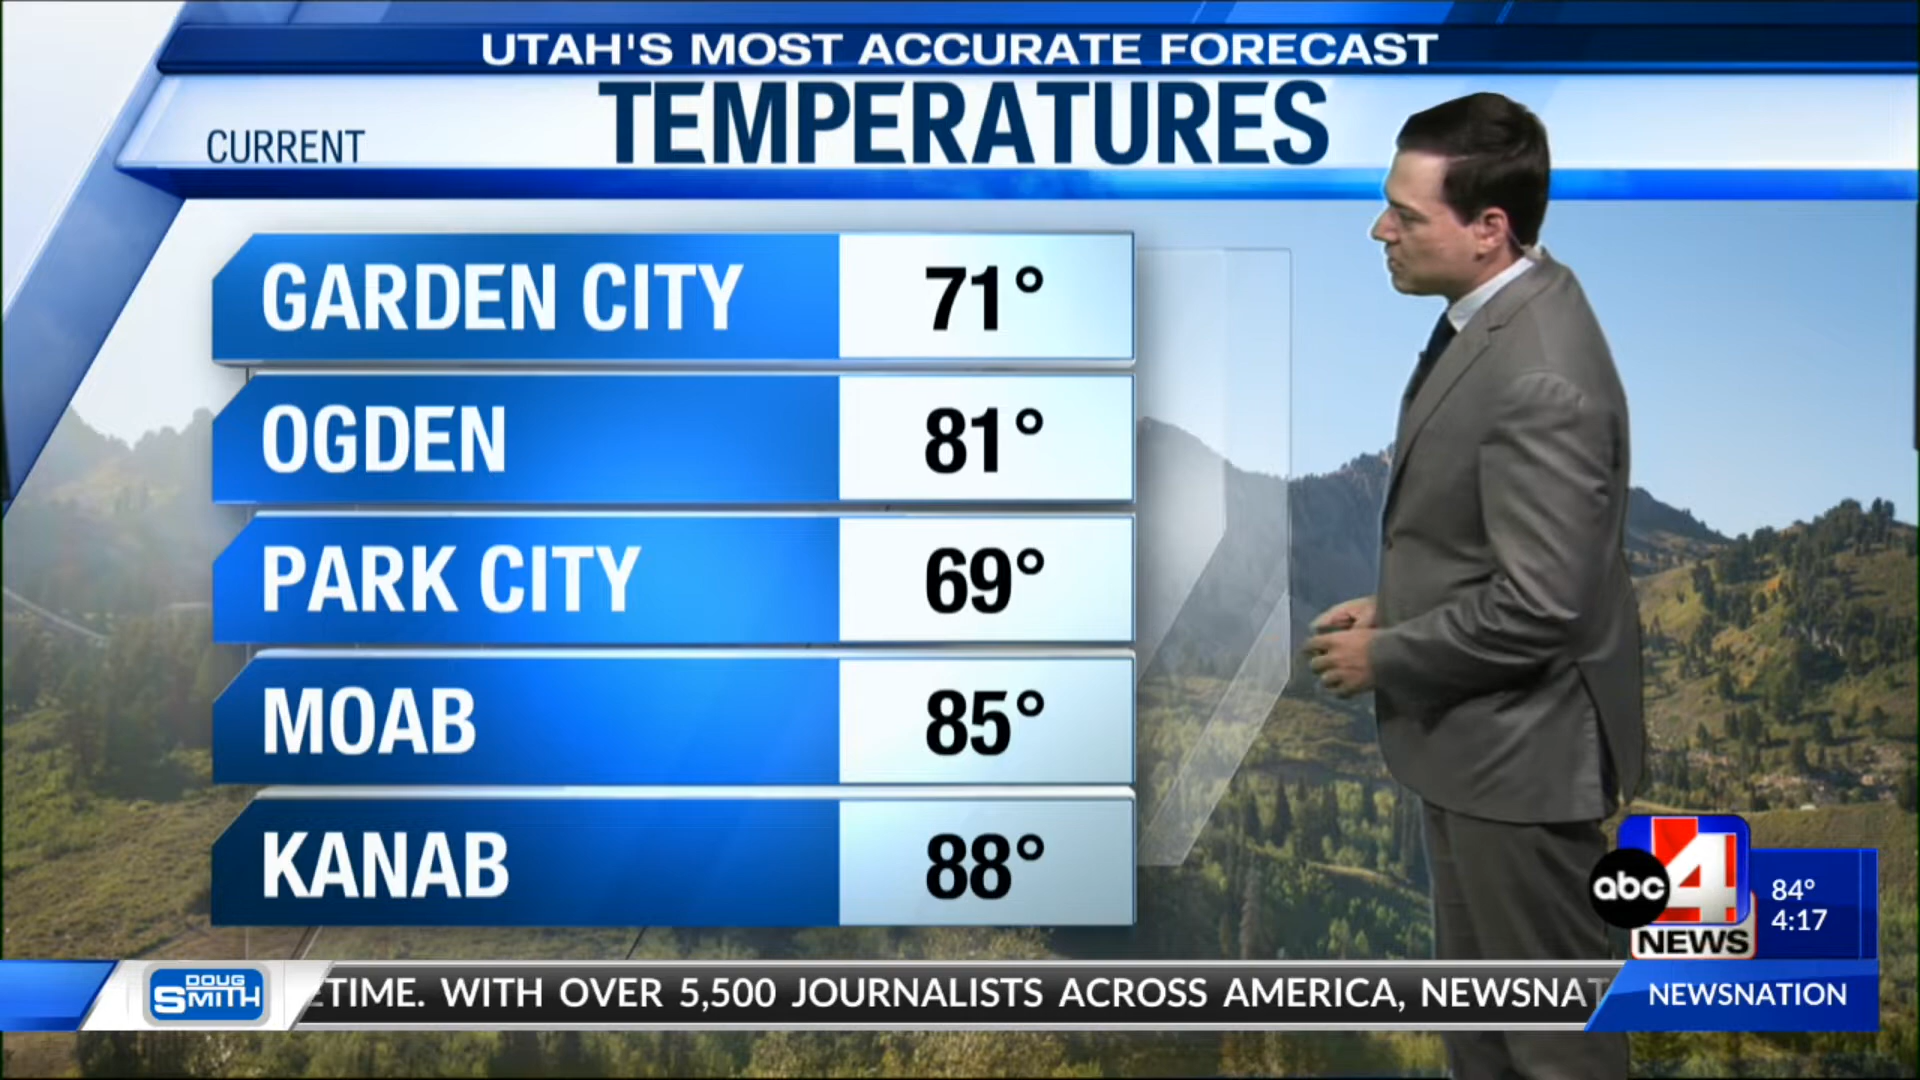 UTAH'S MOST ACCURATE FORECAST
CURRENT
TEMPERATURES
GARDEN CITY 71°
OGDEN 81°
PARK CITY 69°
MOAB 85°
KANAB 88°
abc 4
NEWS
84°
4:17
DOUG
SMITH
ETIME. WITH OVER 5,500 JOURNALISTS ACROSS AMERICA, NEWSNAT
NEWSNATION